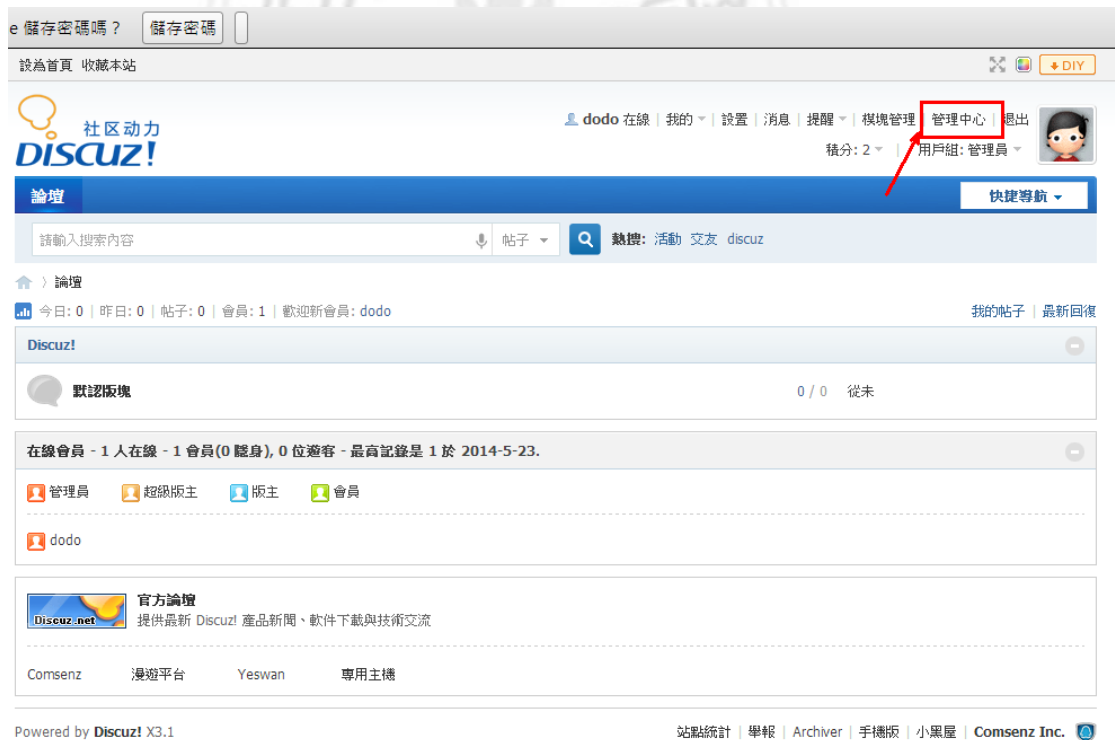 e 儲存密碼嗎？ 儲存密碼
設為首頁 收藏本站 DIY
社区动力
DISCUZ!
dodo 在線 | 我的 | 設置 | 消息 | 提醒 | 模塊管理 | 管理中心 | 退出
積分: 2 | 用戶組: 管理員
論壇 快捷導航
請輸入搜索內容 帖子 熱搜: 活動 交友 discuz
〉論壇
今日: 0 | 昨日: 0 | 帖子: 0 | 會員: 1 | 歡迎新會員: dodo 我的帖子 | 最新回復
Discuz!
默認版塊 0 / 0 從未
在線會員 - 1 人在線 - 1 會員(0 隱身), 0 位遊客 - 最高記錄是 1 於 2014-5-23.
管理員 超級版主 版主 會員
dodo
Discuz.net
官方論壇
提供最新 Discuz! 產品新聞、軟件下載與技術交流
Comsenz 漫遊平台 Yeswan 專用主機
Powered by Discuz! X3.1 站點統計 | 舉報 | Archiver | 手機版 | 小黑屋 | Comsenz Inc.